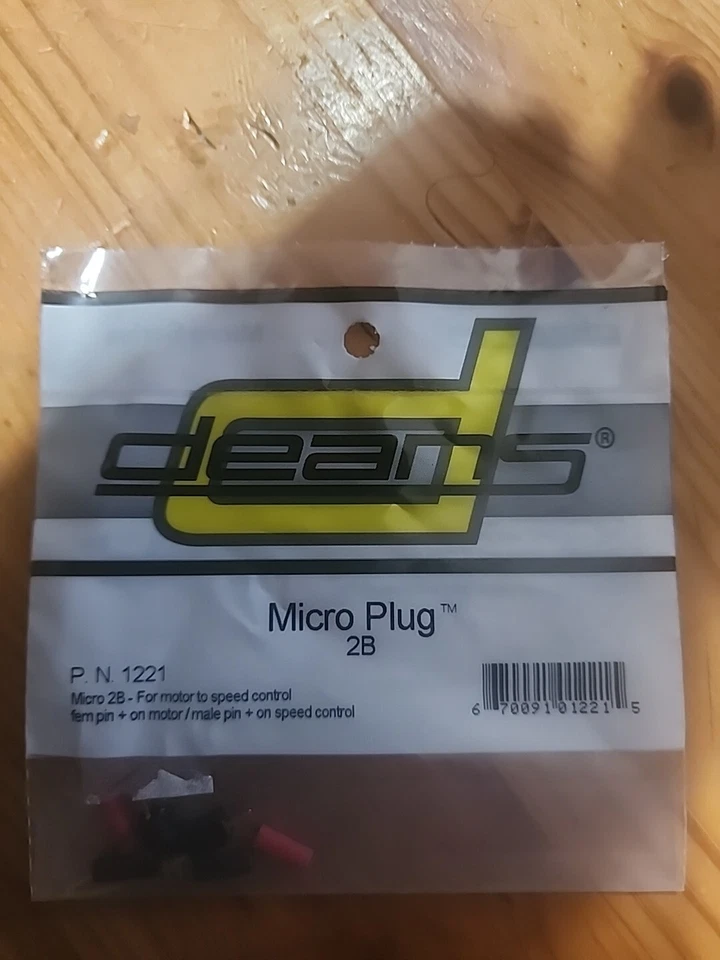 deans®
Micro Plug™
2B
P. N. 1221
Micro 2B - For motor to speed control
fem pin + on motor / male pin + on speed control
6 70091 01221 5